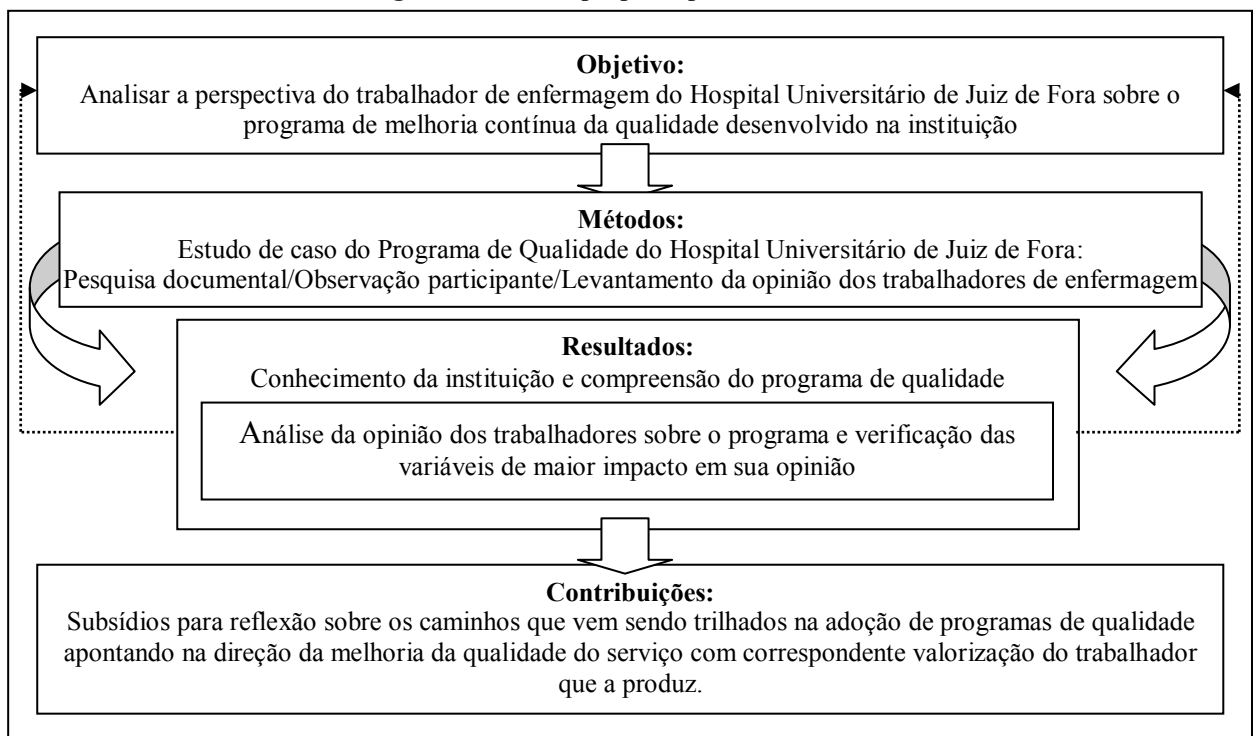 Objetivo:
Analisar a perspectiva do trabalhador de enfermagem do Hospital Universitário de Juiz de Fora sobre o
programa de melhoria contínua da qualidade desenvolvido na instituição
Métodos:
Estudo de caso do Programa de Qualidade do Hospital Universitário de Juiz de Fora:
Pesquisa documental/Observação participante/Levantamento da opinião dos trabalhadores de enfermagem
Resultados:
Conhecimento da instituição e compreensão do programa de qualidade
Análise da opinião dos trabalhadores sobre o programa e verificação das
variáveis de maior impacto em sua opinião
Contribuições:
Subsídios para reflexão sobre os caminhos que vem sendo trilhados na adoção de programas de qualidade
apontando na direção da melhoria da qualidade do serviço com correspondente valorização do trabalhador
que a produz.